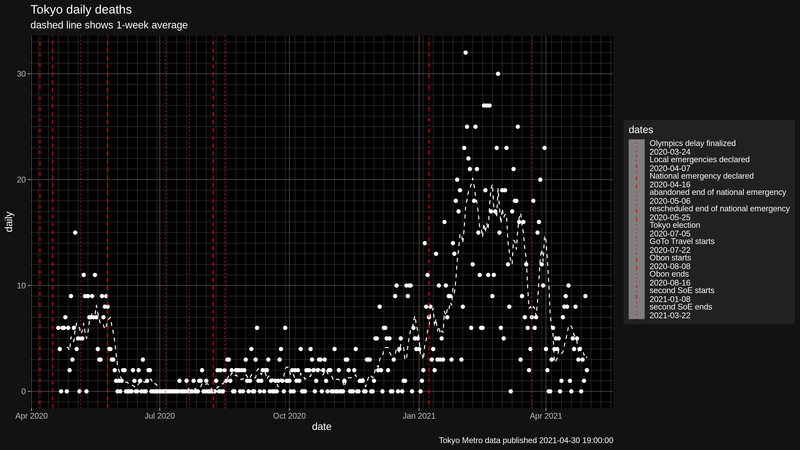 Tokyo daily deaths
dashed line shows 1-week average
30
20
10
0
daily
Apr 2020
Jul 2020
Oct 2020
Jan 2021
Apr 2021
date
dates
Olympics delay finalized
2020-03-24
Local emergencies declared
2020-04-07
National emergency declared
2020-04-16
abandoned end of national emergency
2020-05-06
rescheduled end of national emergency
2020-05-25
Tokyo election
2020-07-05
GoTo Travel starts
2020-07-22
Obon starts
2020-08-08
Obon ends
2020-08-16
second SoE starts
2021-01-08
second SoE ends
2021-03-22
Tokyo Metro data published 2021-04-30 19:00:00